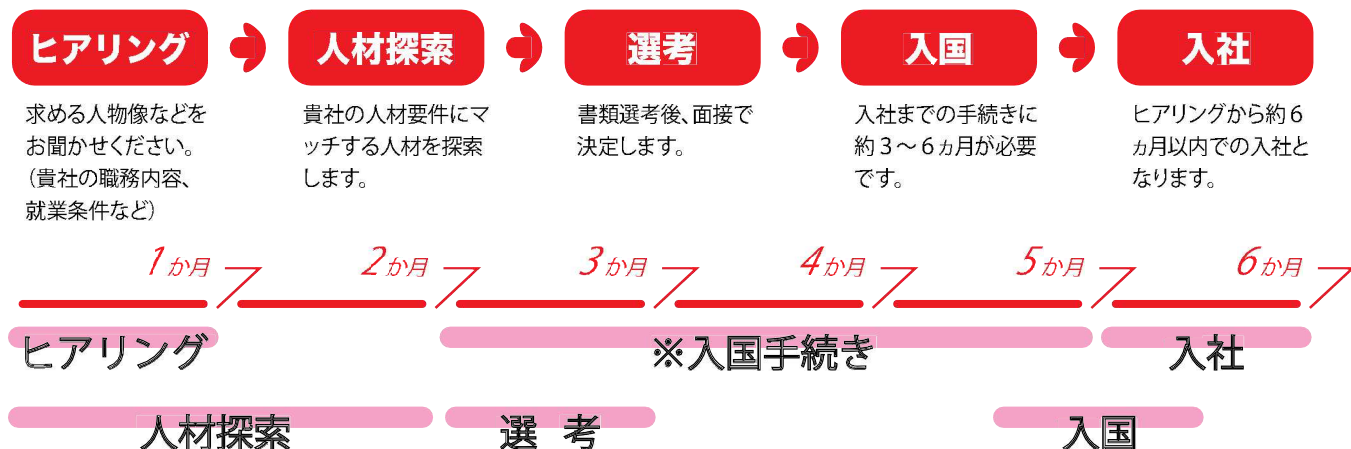 ヒアリング
人材探索
選考
入国
入社
求める人物像などを
お聞かせください。
（貴社の職務内容、
就業条件など）
貴社の人材要件にマ
ッチする人材を探索
します。
書類選考後、面接で
決定します。
入社までの手続きに
約３～６ヵ月が必要
です。
ヒアリングから約６
ヵ月以内での入社と
なります。
1か月
2か月
3か月
4か月
5か月
6か月
ヒアリング
※入国手続き
入社
人材探索
選 考
入国